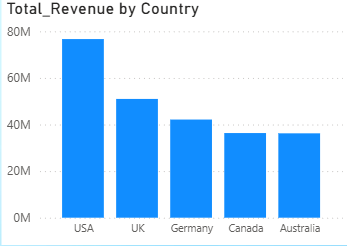 Total_Revenue by Country
80M
60M
40M
20M
0M
USA UK Germany Canada Australia